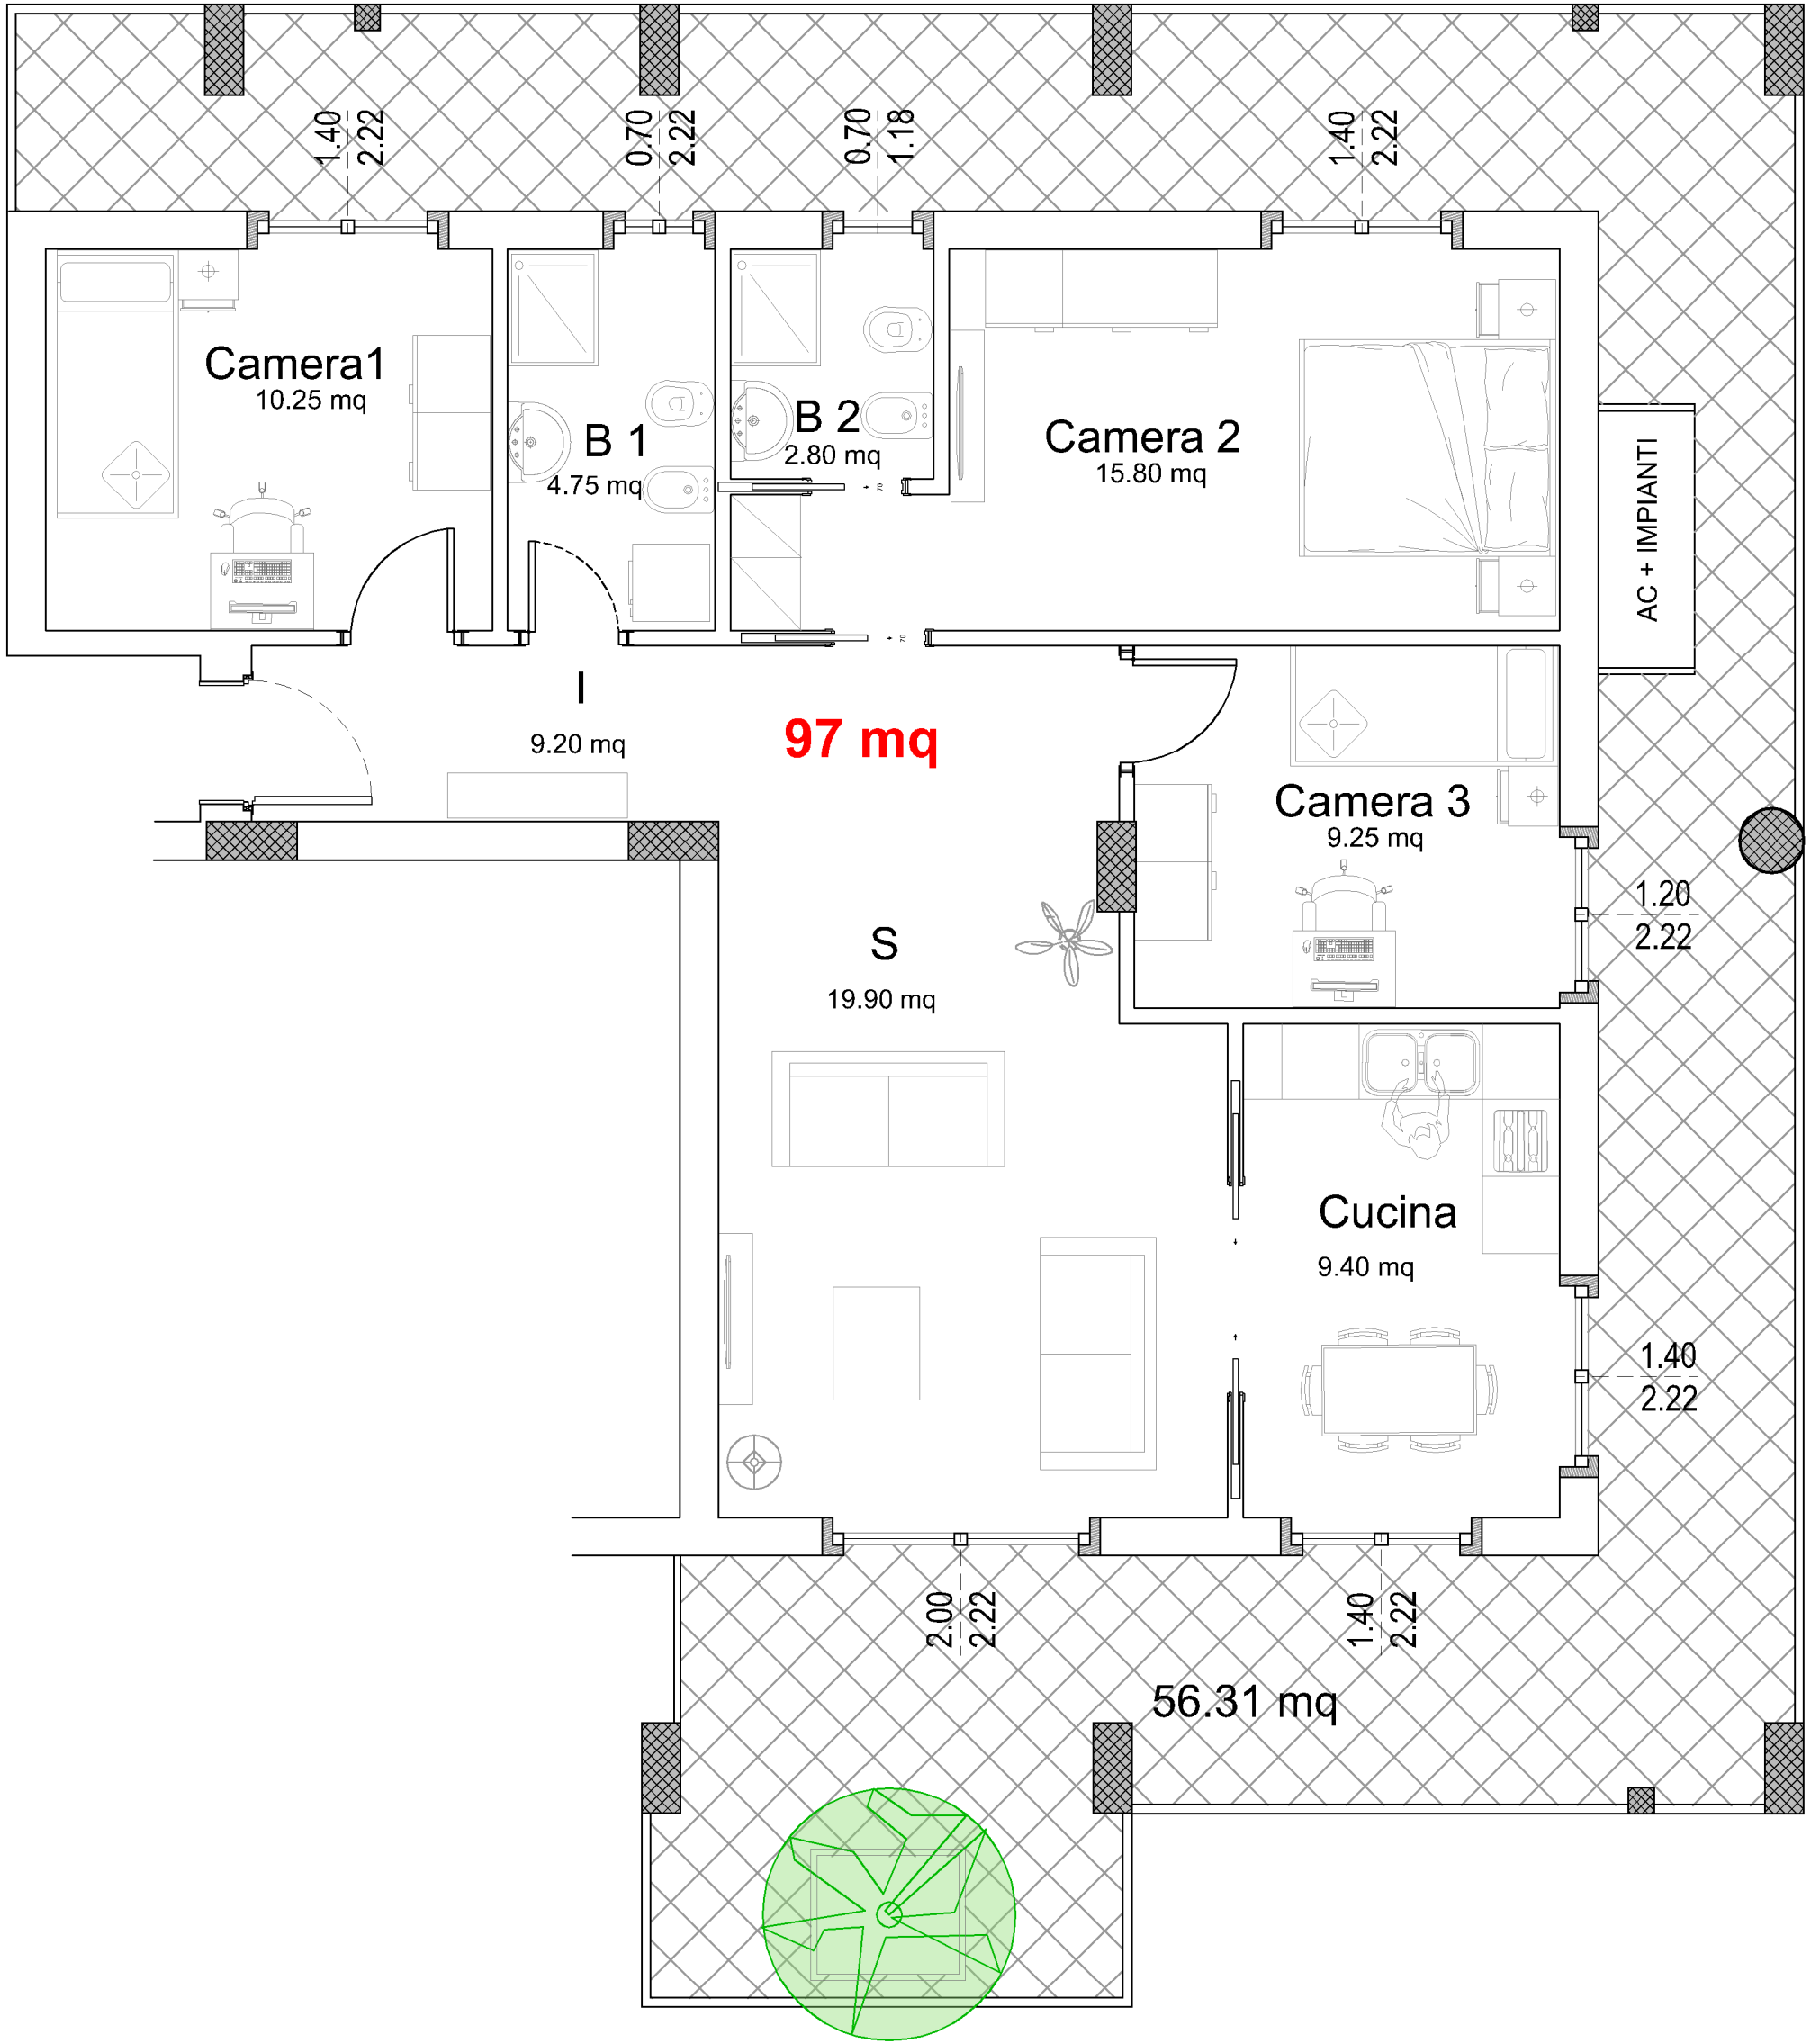 1.40
2.22
0.70
2.22
0.70
1.18
1.40
2.22
Camera1
10.25 mq
B 1
4.75 mq
B 2
2.80 mq
70
Camera 2
15.80 mq
AC + IMPIANTI
70
I
9.20 mq
97 mq
Camera 3
9.25 mq
1.20
2.22
S
19.90 mq
Cucina
9.40 mq
1.40
2.22
2.00
2.22
1.40
2.22
56.31 mq